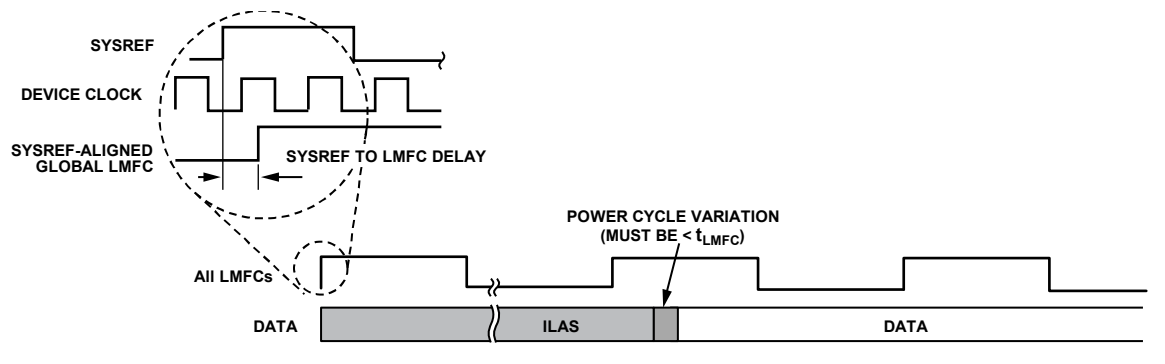 SYSREF
DEVICE CLOCK
SYSREF-ALIGNED
GLOBAL LMFC
SYSREF TO LMFC DELAY
POWER CYCLE VARIATION
(MUST BE < tLMFC)
All LMFCs
DATA
ILAS
DATA